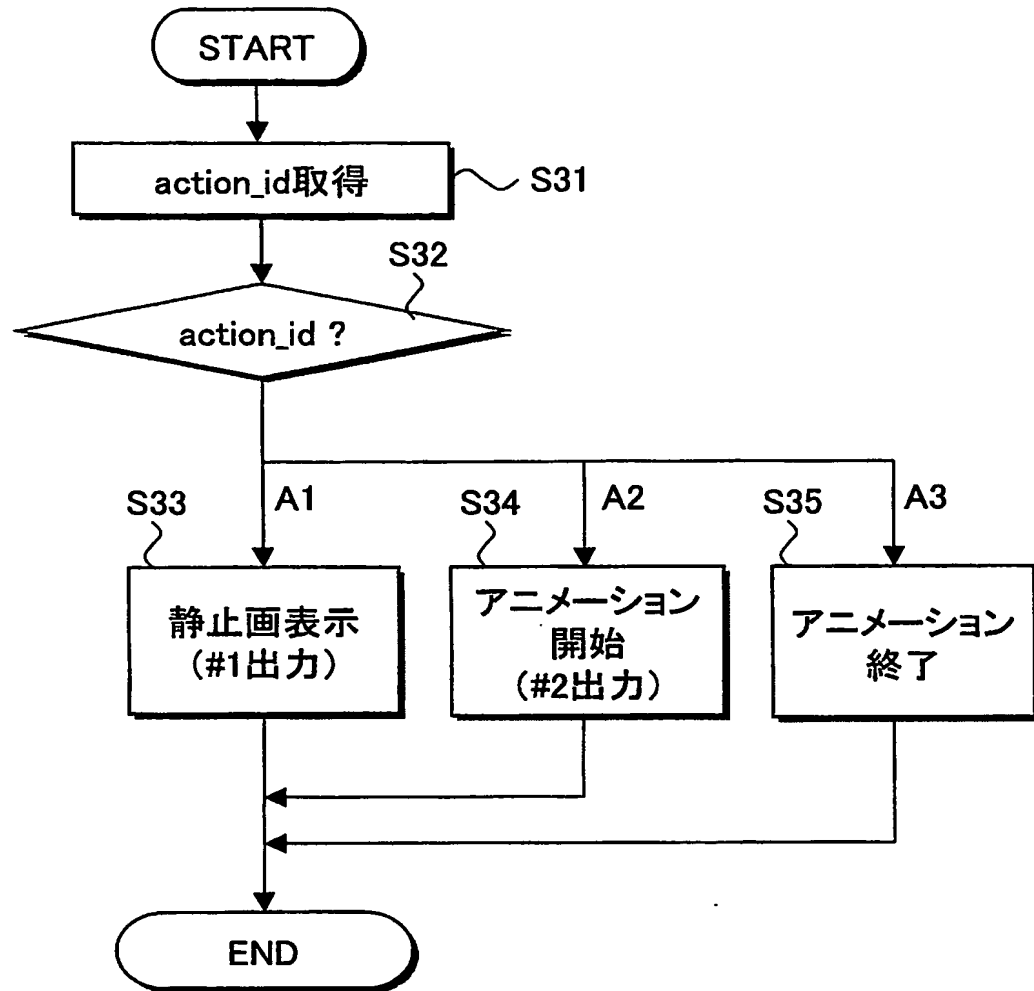 START
action_id取得
S31
S32
action_id ?
A1
A2
A3
S33
S34
S35
静止画表示
(#1出力)
アニメーション
開始
(#2出力)
アニメーション
終了
END